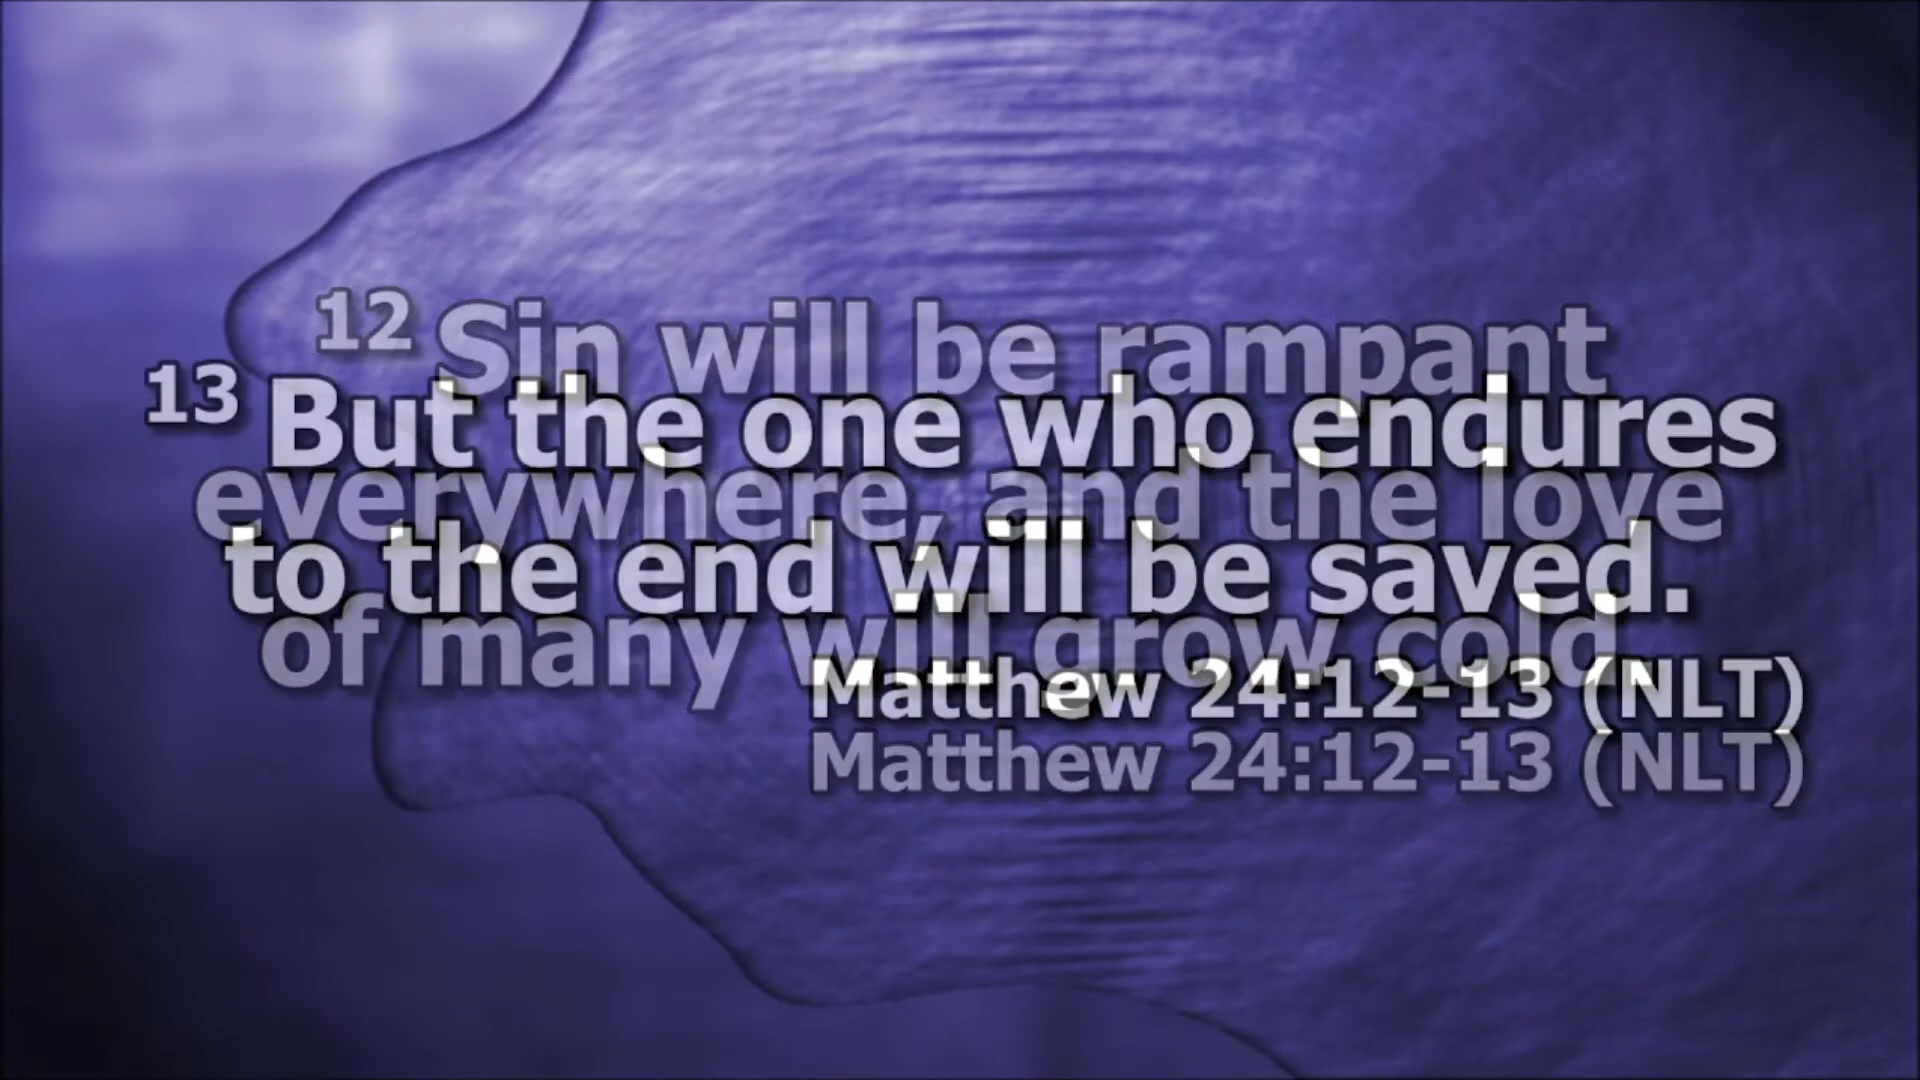 12 Sin will be rampant
everywhere, and the love
of many will grow cold
Matthew 24:12-13 (NLT)
13 But the one who endures
to the end will be saved.
Matthew 24:12-13 (NLT)